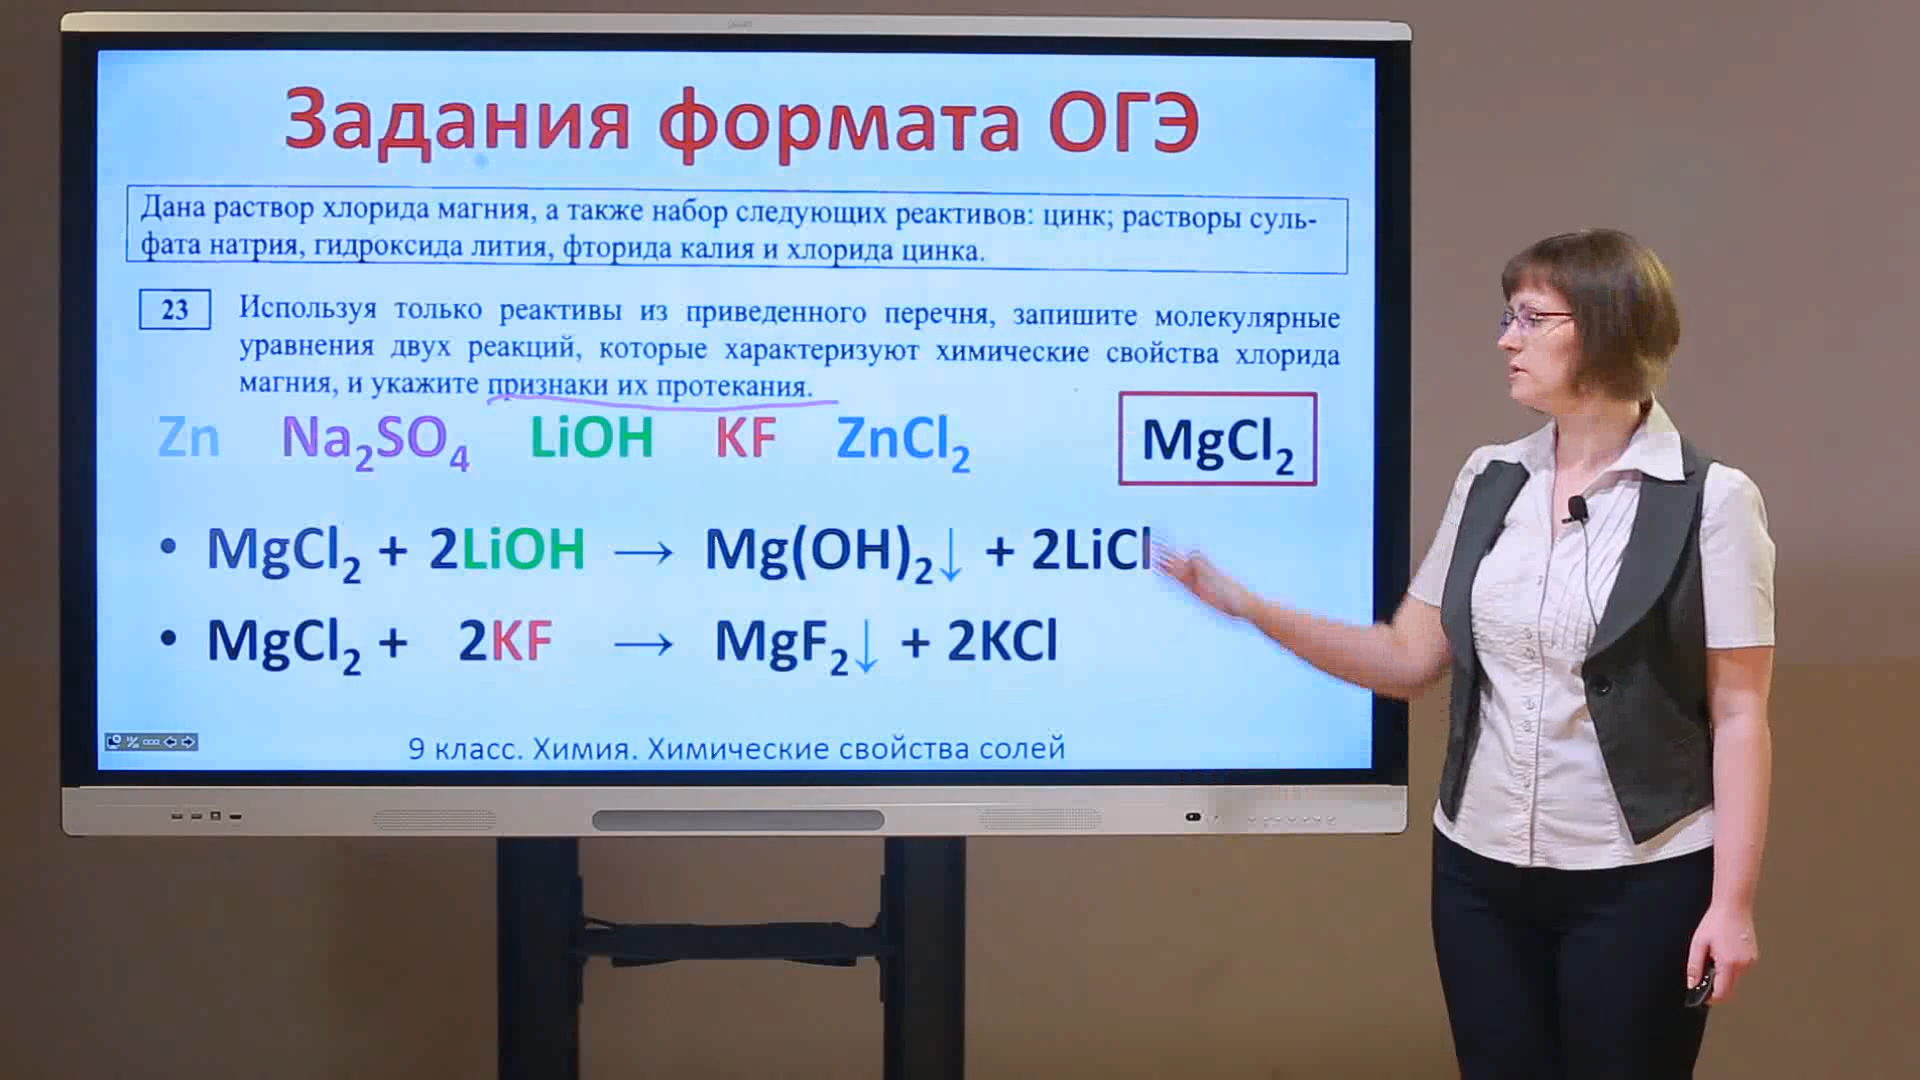 Задания формата ОГЭ
Дана раствор хлорида магния, а также набор следующих реактивов: цинк; растворы суль-
фата натрия, гидроксида лития, фторида калия и хлорида цинка.
23 Используя только реактивы из приведенного перечня, запишите молекулярные
уравнения двух реакций, которые характеризуют химические свойства хлорида
магния, и укажите признаки их протекания.
Zn Na₂SO₄ LiOH KF ZnCl₂ MgCl₂
• MgCl₂ + 2LiOH → Mg(OH)₂↓ + 2LiCl
• MgCl₂ + 2KF → MgF₂↓ + 2KCl
9 класс. Химия. Химические свойства солей